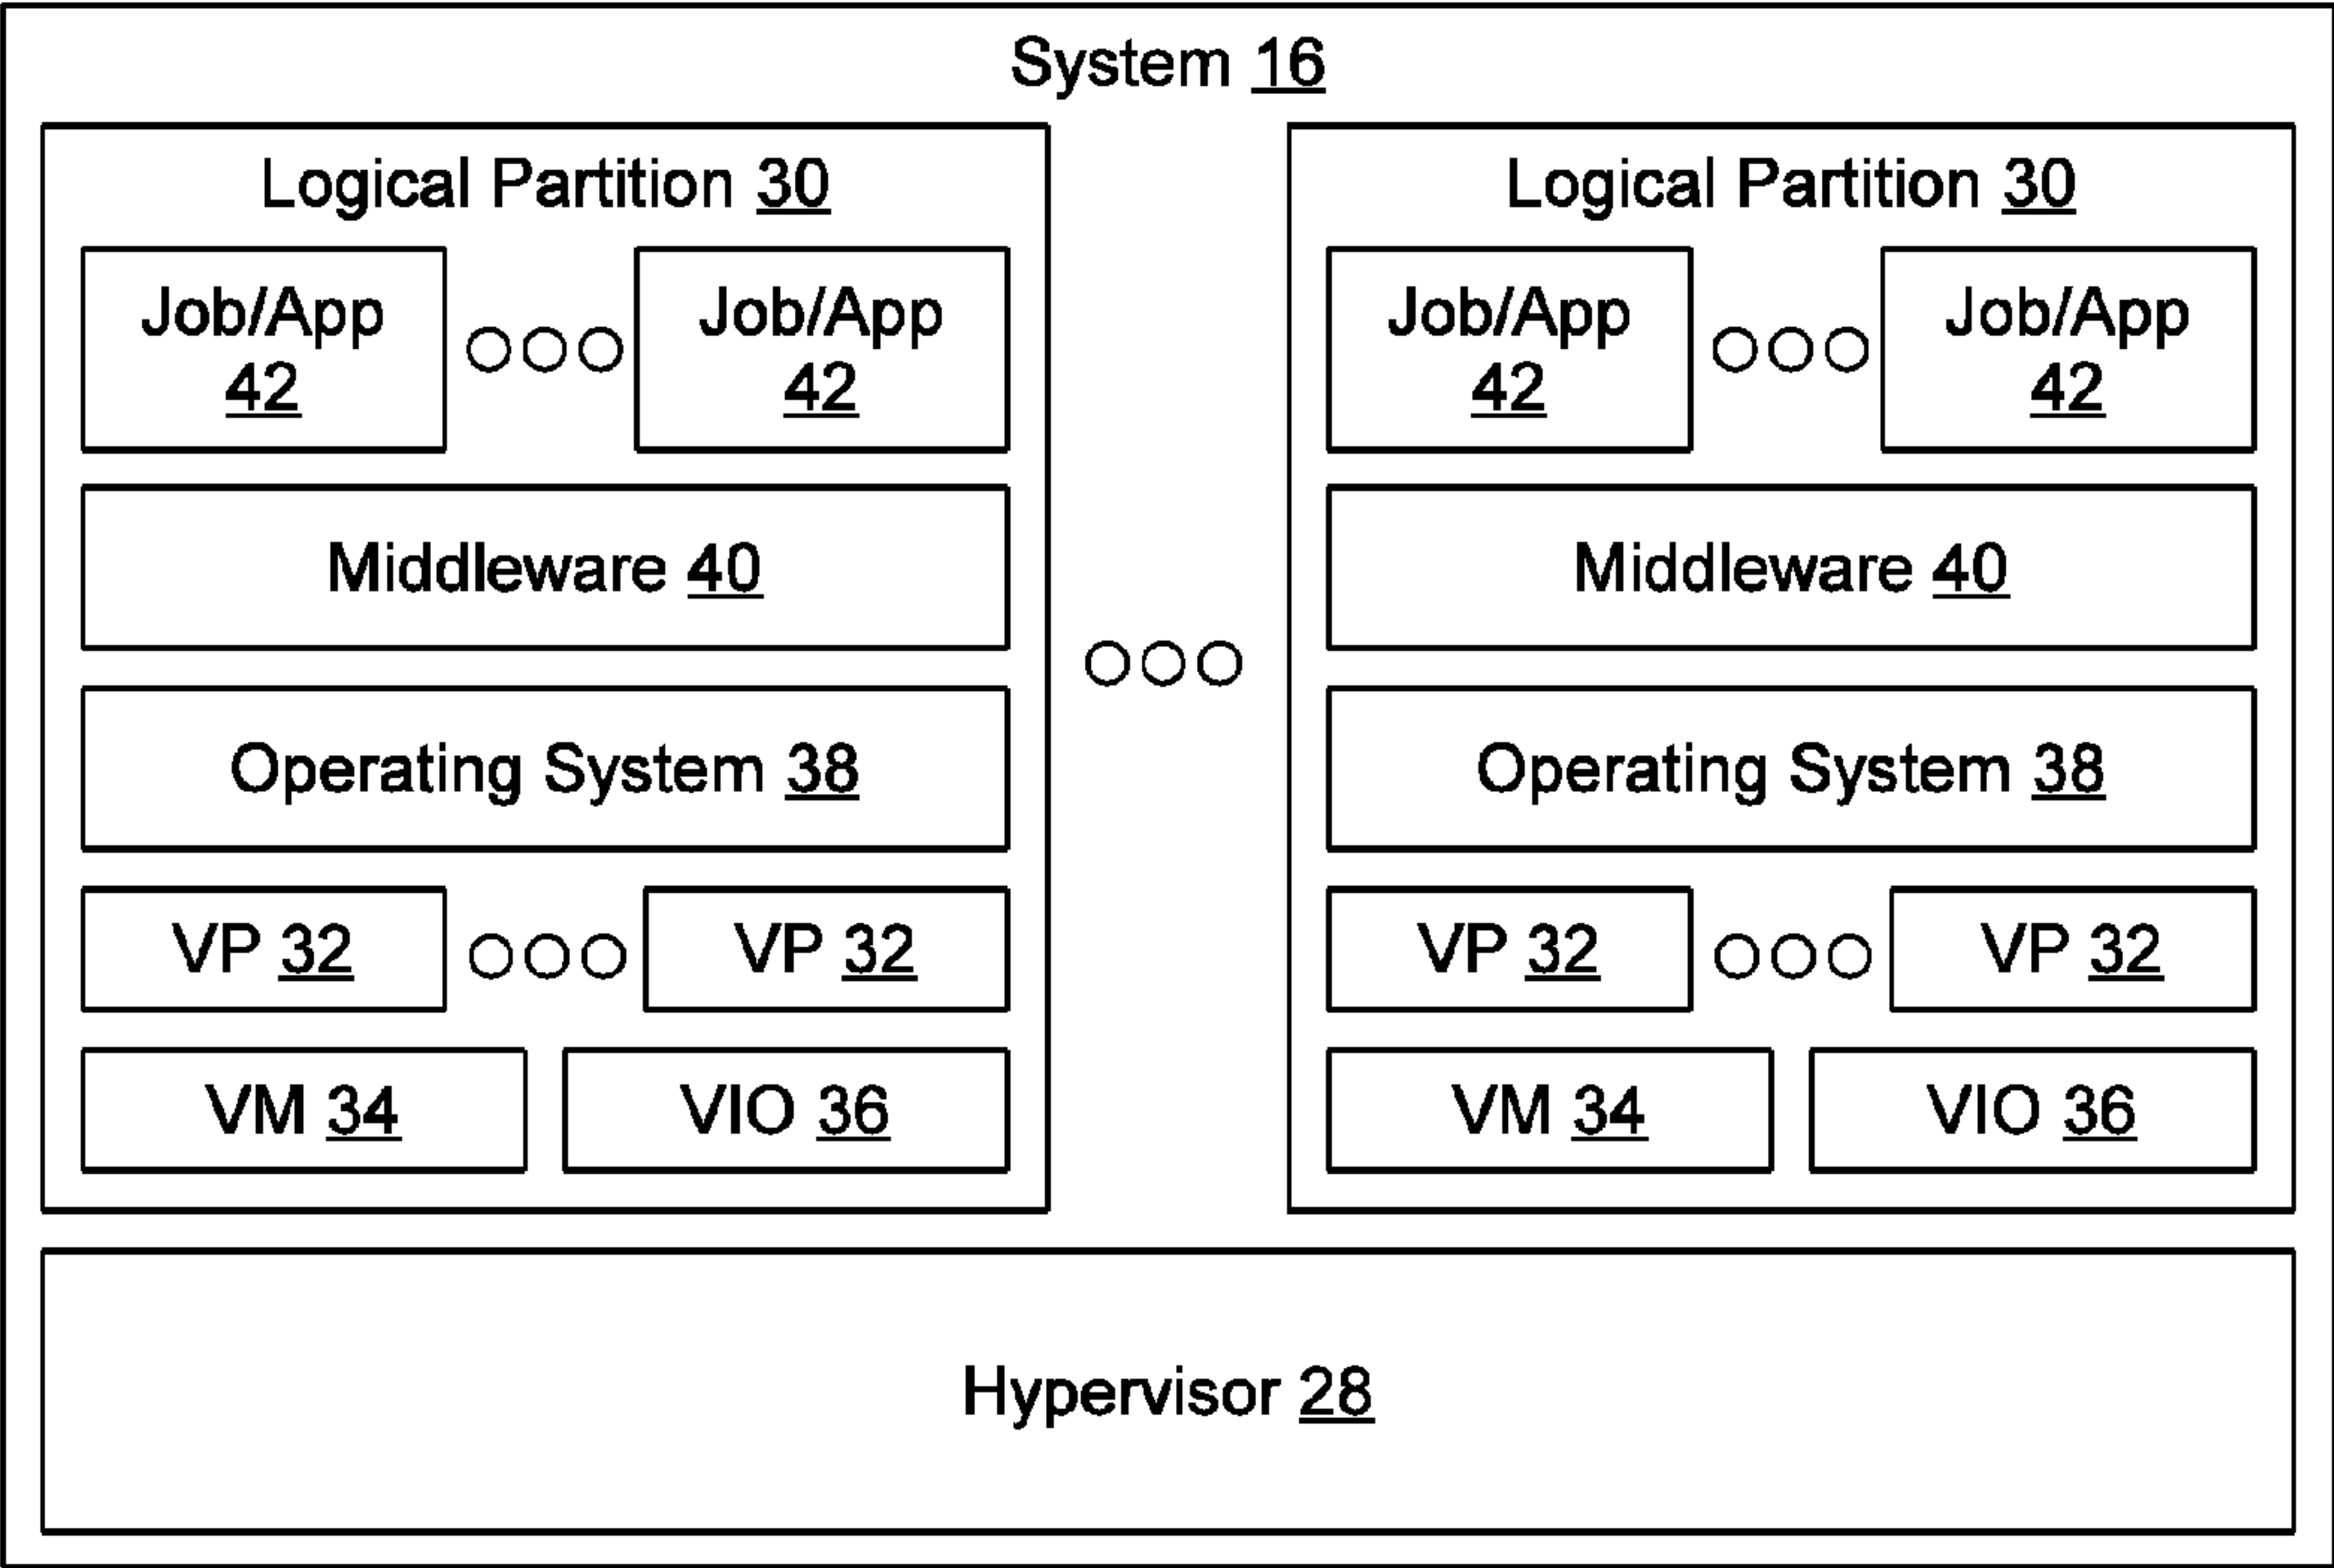 System 16
Logical Partition 30
Job/App
42
Job/App
42
Middleware 40
Operating System 38
VP 32
VP 32
VM 34
VIO 36
Logical Partition 30
Job/App
42
Job/App
42
Middleware 40
Operating System 38
VP 32
VP 32
VM 34
VIO 36
Hypervisor 28